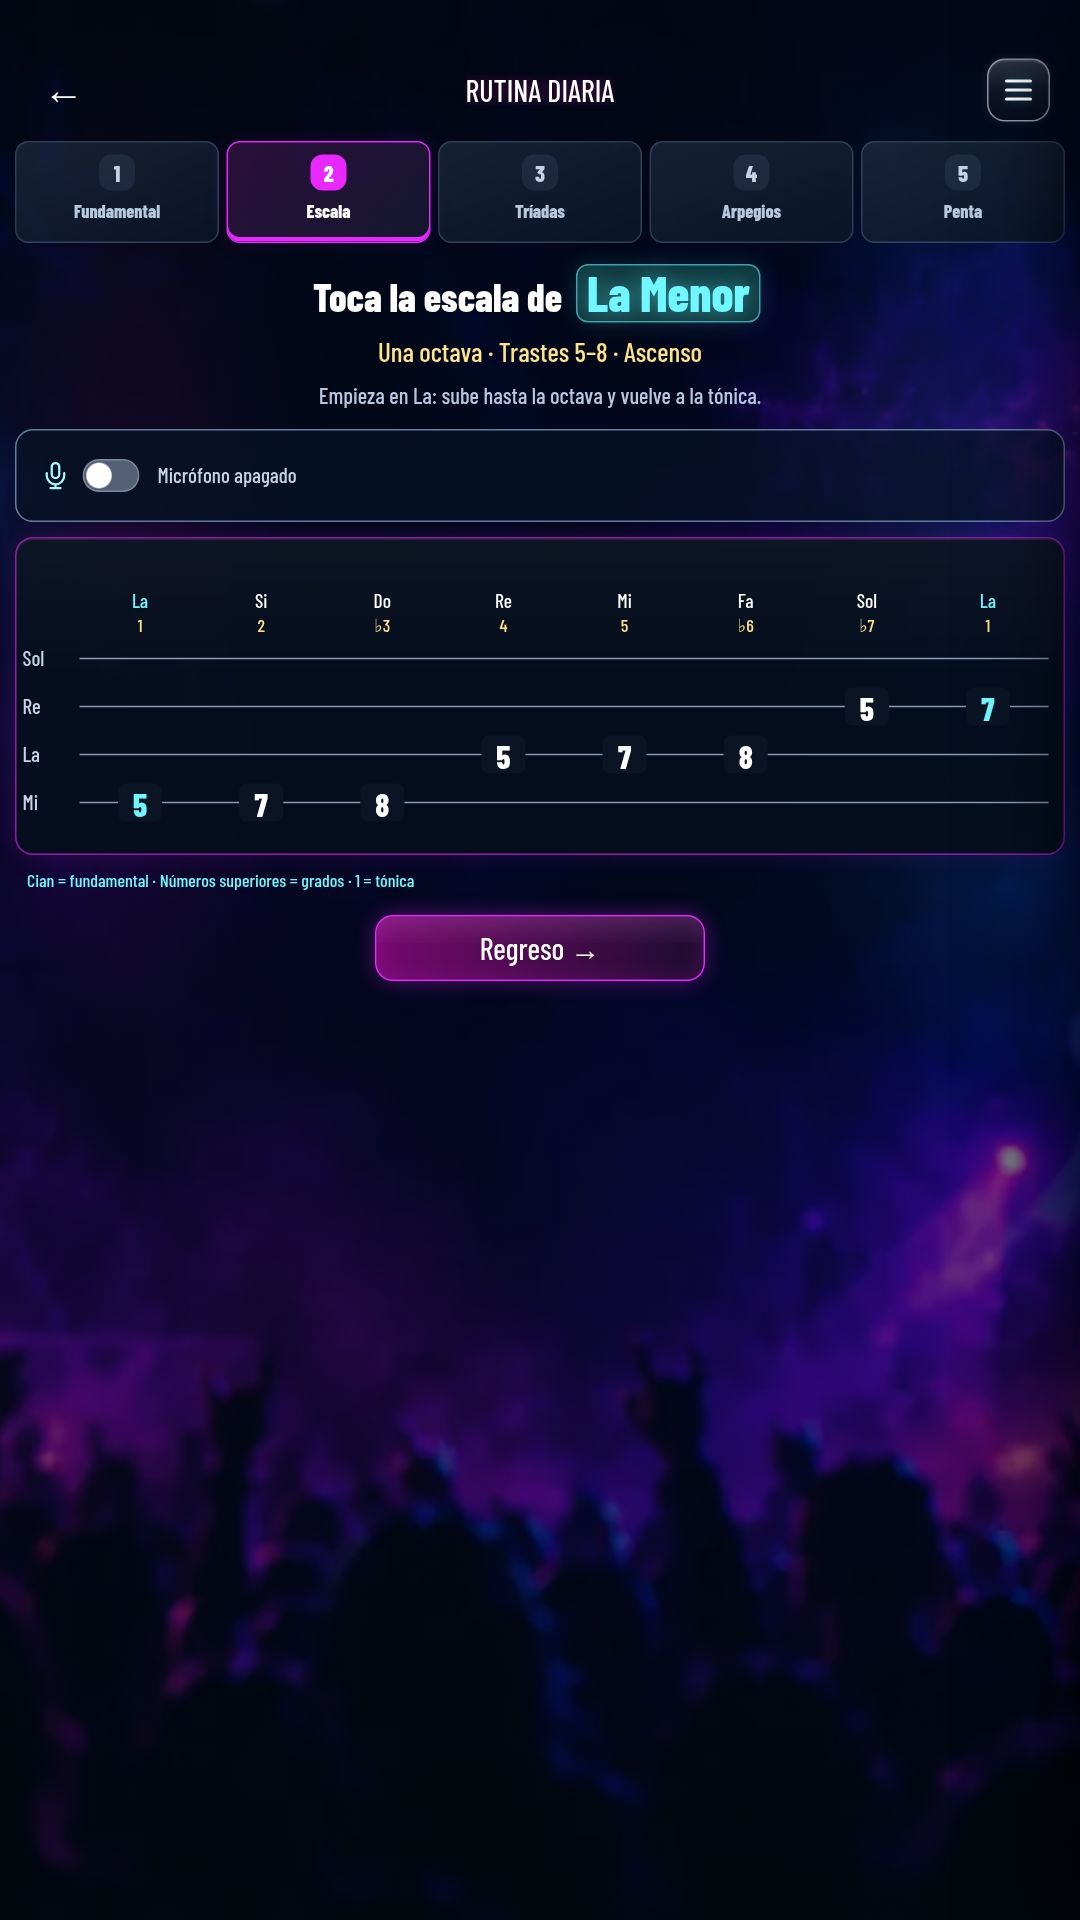 ←
RUTINA DIARIA
1 2 3 4 5
Fundamental Escala Tríadas Arpegios Penta
Toca la escala de La Menor
Una octava · Trastes 5–8 · Ascenso
Empieza en La: sube hasta la octava y vuelve a la tónica.
Micrófono apagado
La Si Do Re Mi Fa Sol La
1 2 ♭3 4 5 ♭6 ♭7 1
Sol
Re 5 7
La 5 7 8
Mi 5 7 8
Cian = fundamental · Números superiores = grados · 1 = tónica
Regreso →